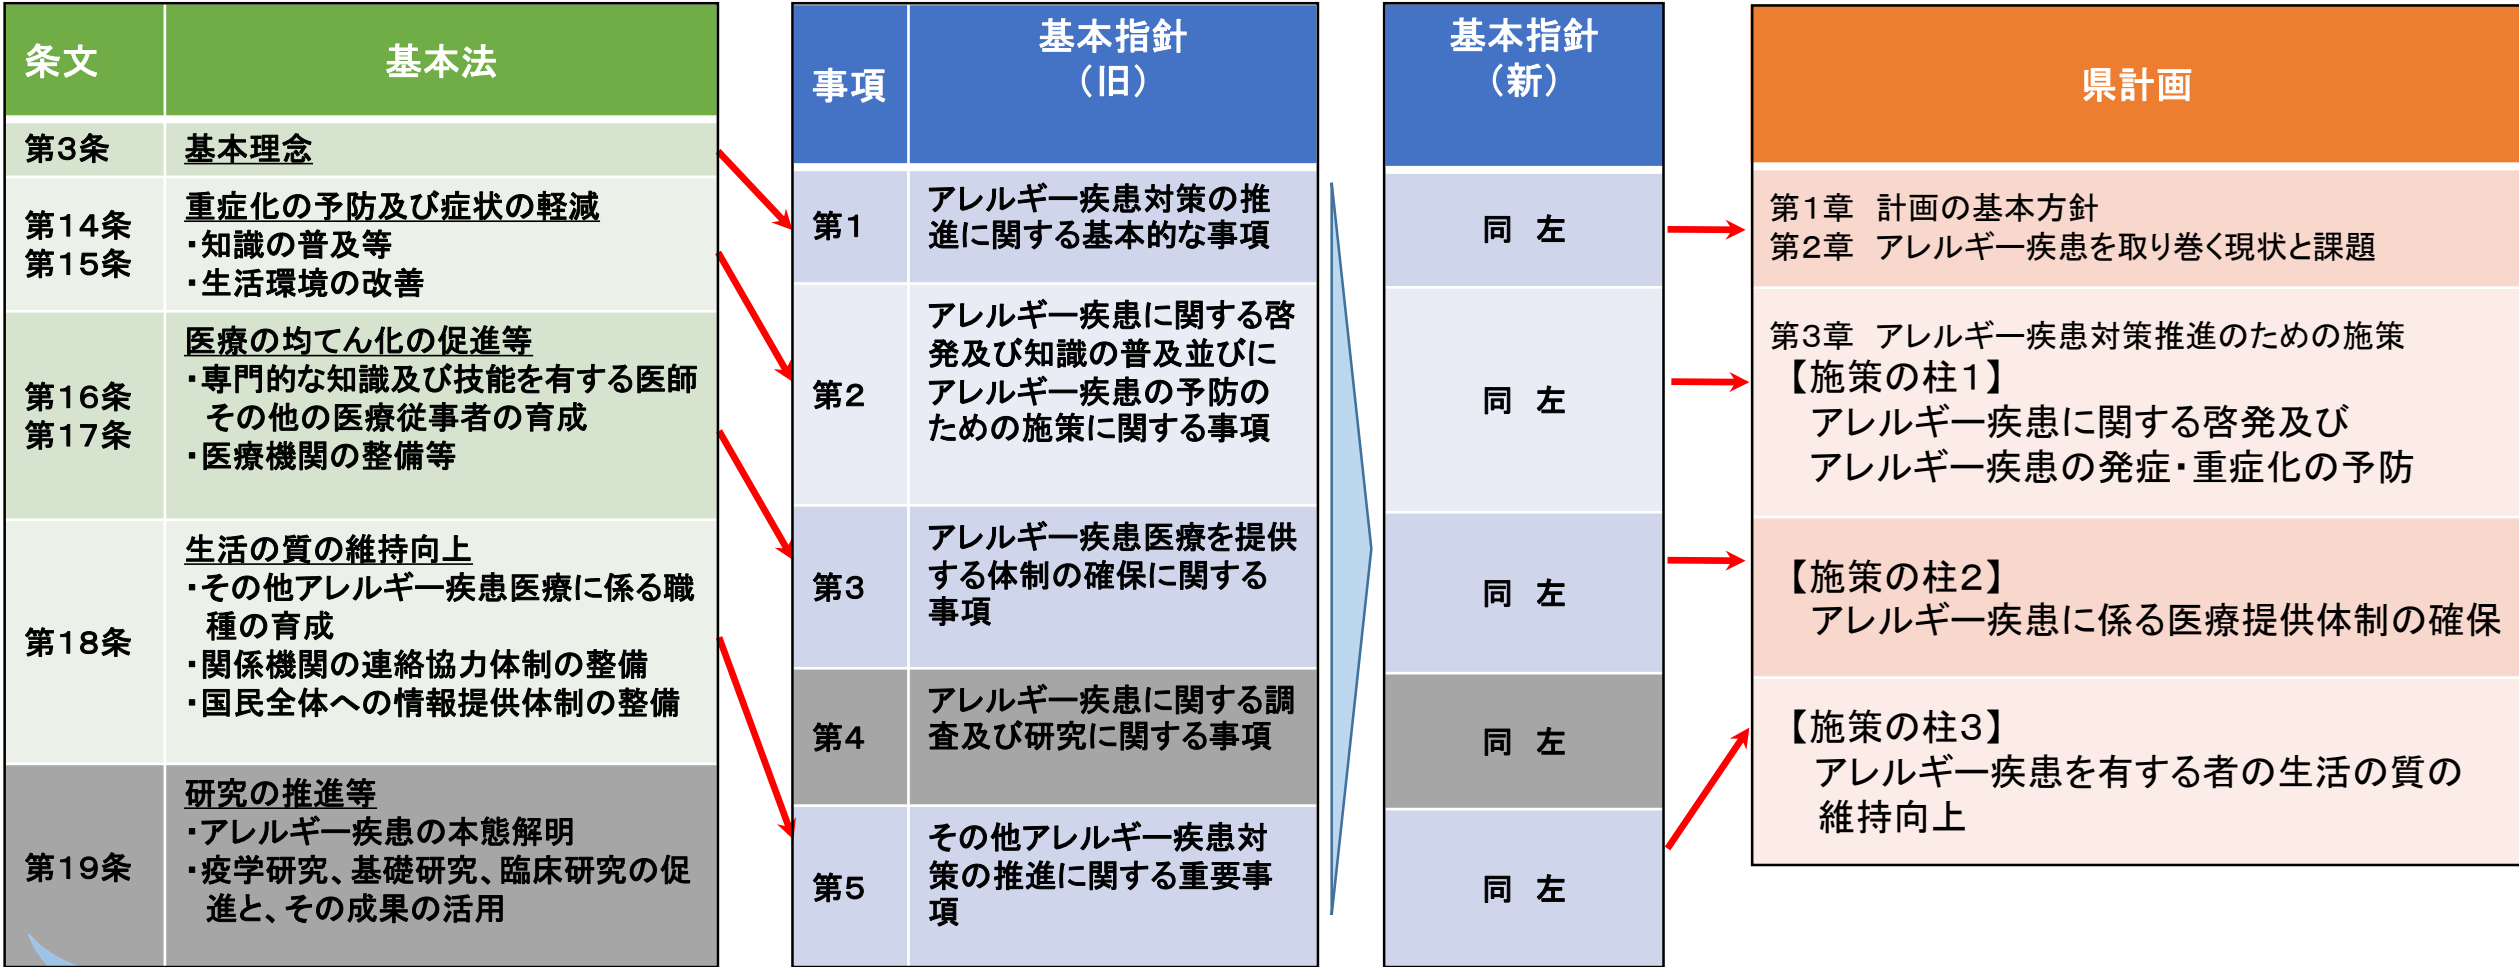 条文
基本法
第３条
基本理念
第１４条
第１５条
重症化の予防及び症状の軽減
・知識の普及等
・生活環境の改善
第１６条
第１７条
医療の均てん化の促進等
・専門的な知識及び技能を有する医師
その他の医療従事者の育成
・医療機関の整備等
第１８条
生活の質の維持向上
・その他アレルギー疾患医療に係る職
種の育成
・関係機関の連絡協力体制の整備
・国民全体への情報提供体制の整備
第１９条
研究の推進等
・アレルギー疾患の本態解明
・疫学研究、基礎研究、臨床研究の促
進と、その成果の活用
事項
基本指針
（旧）
第１
アレルギー疾患対策の推
進に関する基本的な事項
第２
アレルギー疾患に関する啓
発及び知識の普及並びに
アレルギー疾患の予防の
ための施策に関する事項
第３
アレルギー疾患医療を提供
する体制の確保に関する
事項
第４
アレルギー疾患に関する調
査及び研究に関する事項
第５
その他アレルギー疾患対
策の推進に関する重要事
項
基本指針
（新）
同　左
同　左
同　左
同　左
同　左
県計画
第１章　計画の基本方針
第２章　アレルギー疾患を取り巻く現状と課題
第３章　アレルギー疾患対策推進のための施策
【施策の柱１】
アレルギー疾患に関する啓発及び
アレルギー疾患の発症・重症化の予防
【施策の柱２】
アレルギー疾患に係る医療提供体制の確保
【施策の柱３】
アレルギー疾患を有する者の生活の質の
維持向上